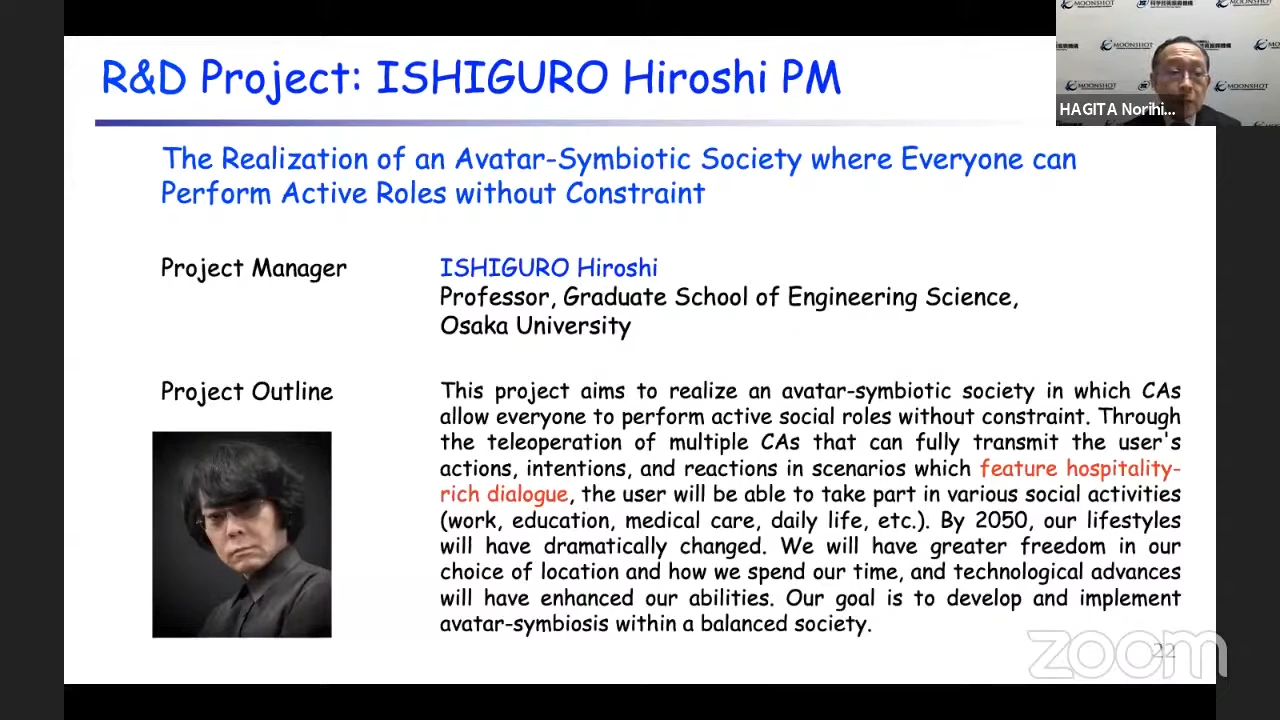 R&D Project: ISHIGURO Hiroshi PM
The Realization of an Avatar-Symbiotic Society where Everyone can
Perform Active Roles without Constraint
Project Manager
ISHIGURO Hiroshi
Professor, Graduate School of Engineering Science,
Osaka University
Project Outline
This project aims to realize an avatar-symbiotic society in which CAs
allow everyone to perform active social roles without constraint. Through
the teleoperation of multiple CAs that can fully transmit the user's
actions, intentions, and reactions in scenarios which feature hospitality-
rich dialogue, the user will be able to take part in various social activities
(work, education, medical care, daily life, etc.). By 2050, our lifestyles
will have dramatically changed. We will have greater freedom in our
choice of location and how we spend our time, and technological advances
will have enhanced our abilities. Our goal is to develop and implement
avatar-symbiosis within a balanced society.
22
zoom
MOONSHOT
MOONSHOT
MOONSHOT
MOONSHOT
MOONSHOT
HAGITA Norihi...